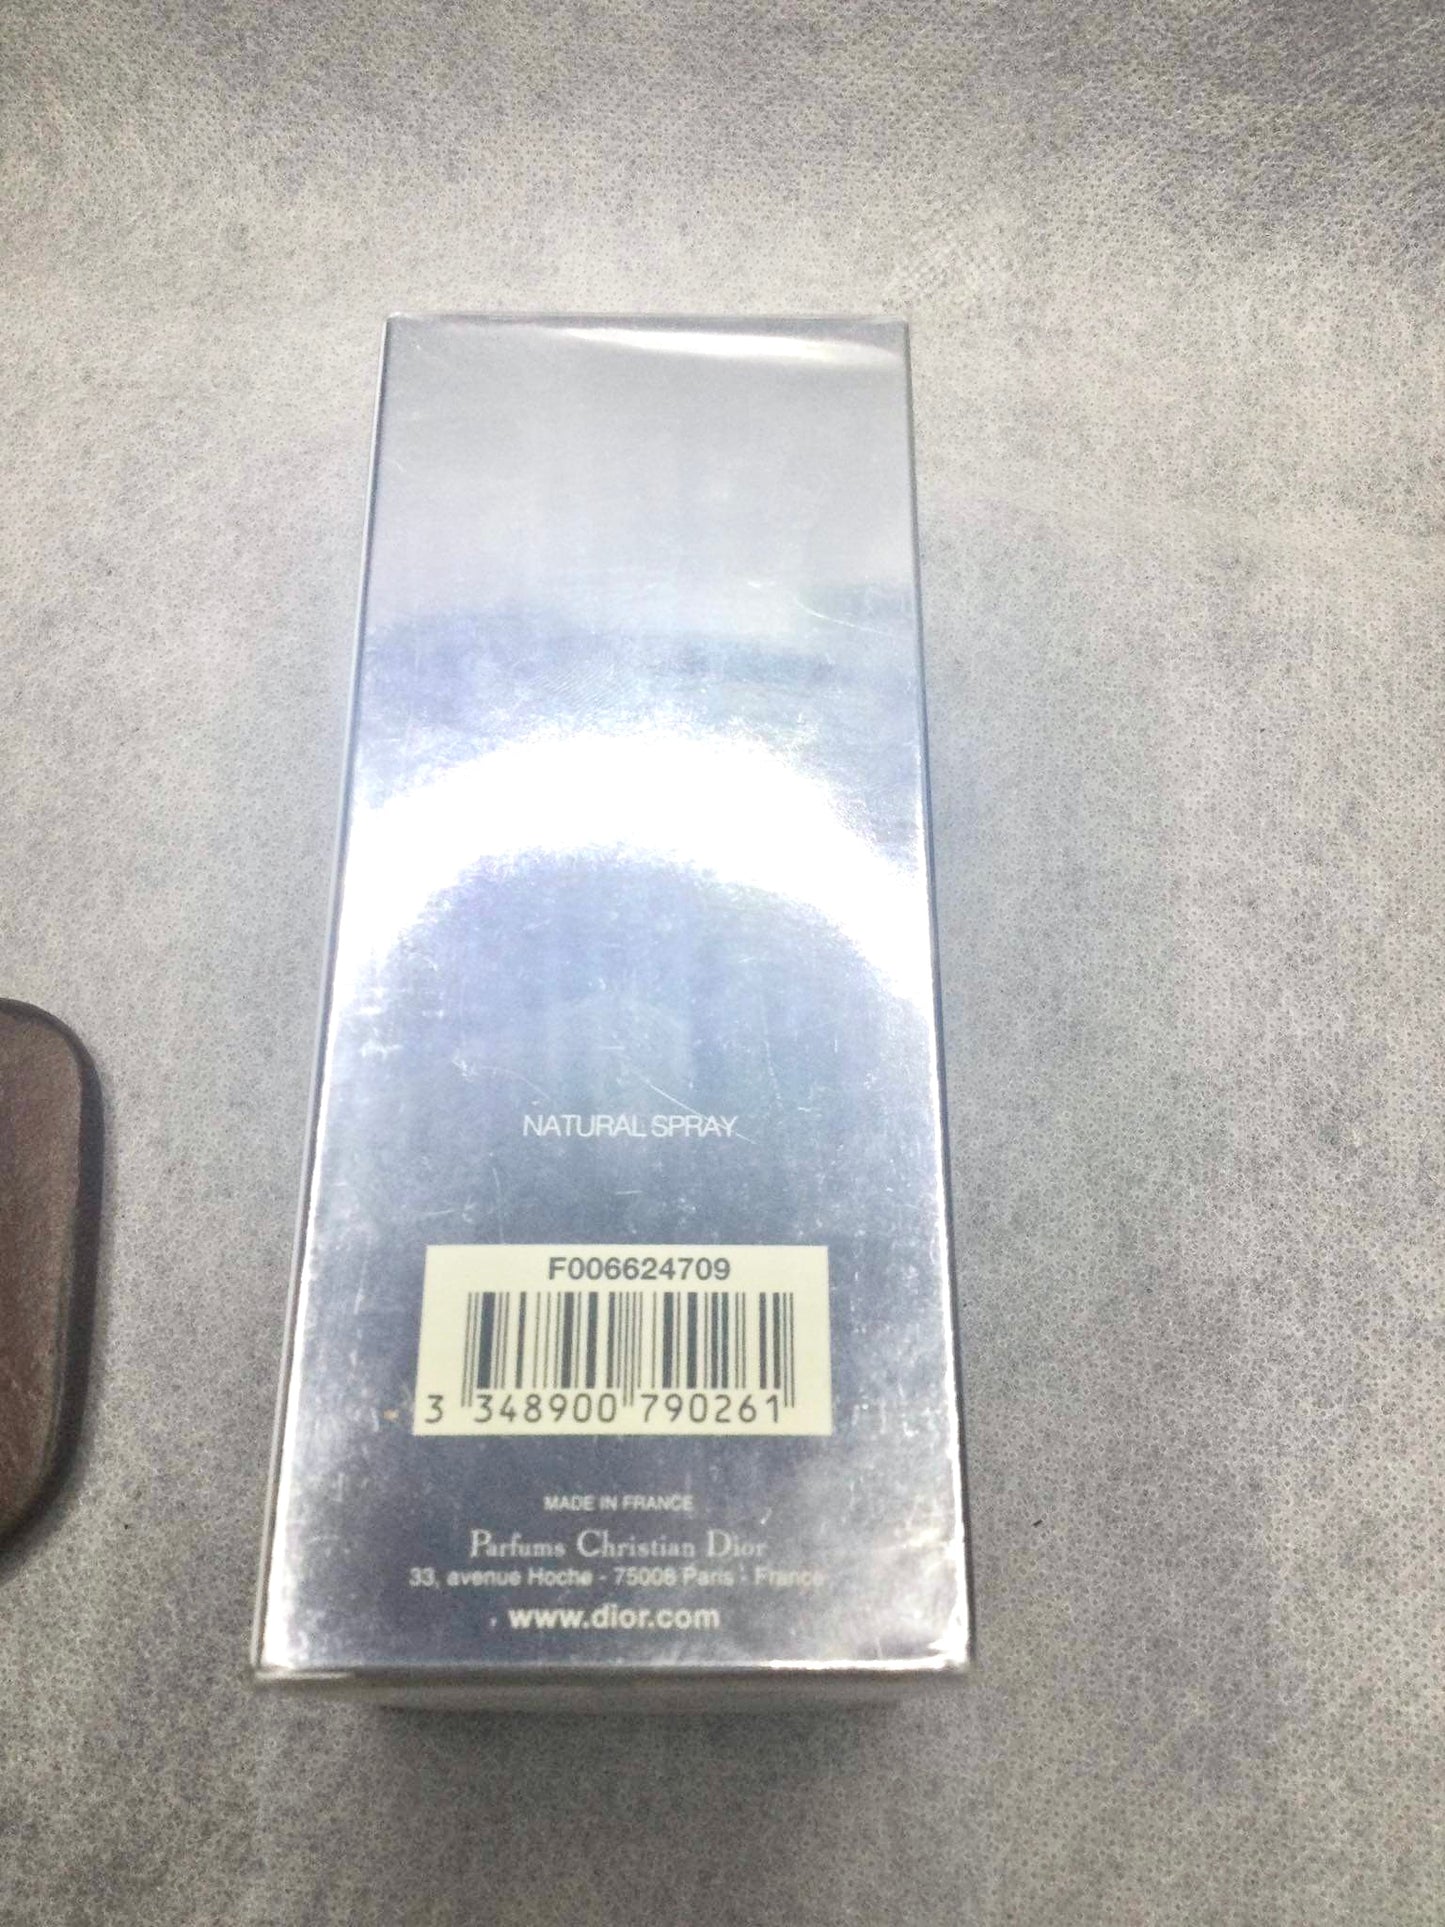 NATURAL SPRAY
F006624709
3 348900 790261
MADE IN FRANCE
Parfums Christian Dior
33, avenue Hoche - 75008 Paris - France
www.dior.com